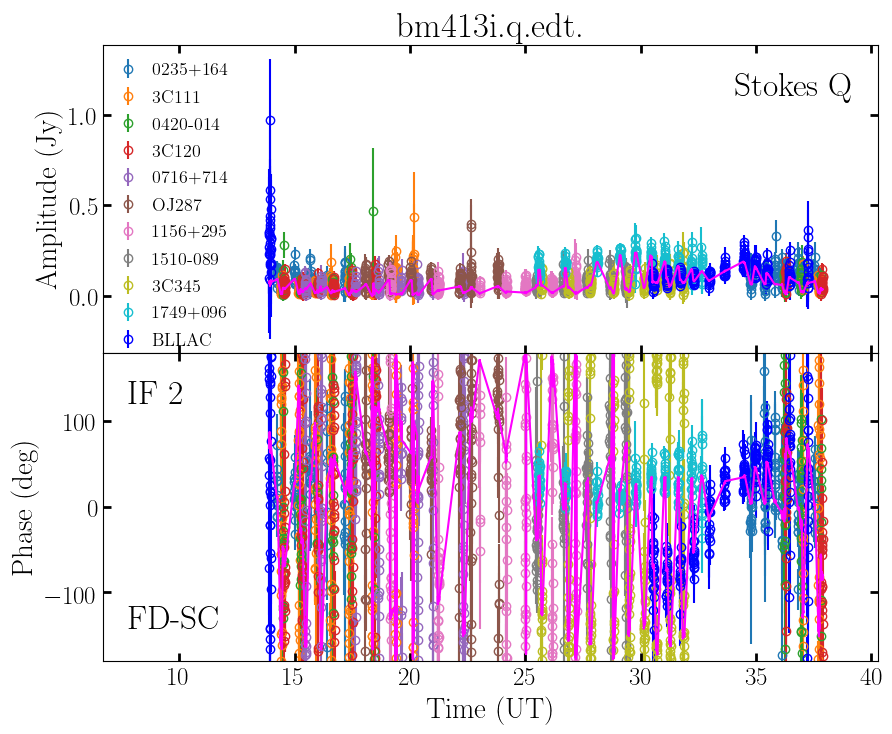 bm413i.q.edt.
Stokes Q
0235+164
3C111
0420-014
3C120
0716+714
OJ287
1156+295
1510-089
3C345
1749+096
BLLAC
Amplitude (Jy)
1.0
0.5
0.0
IF 2
FD-SC
Phase (deg)
100
0
−100
10 15 20 25 30 35 40
Time (UT)